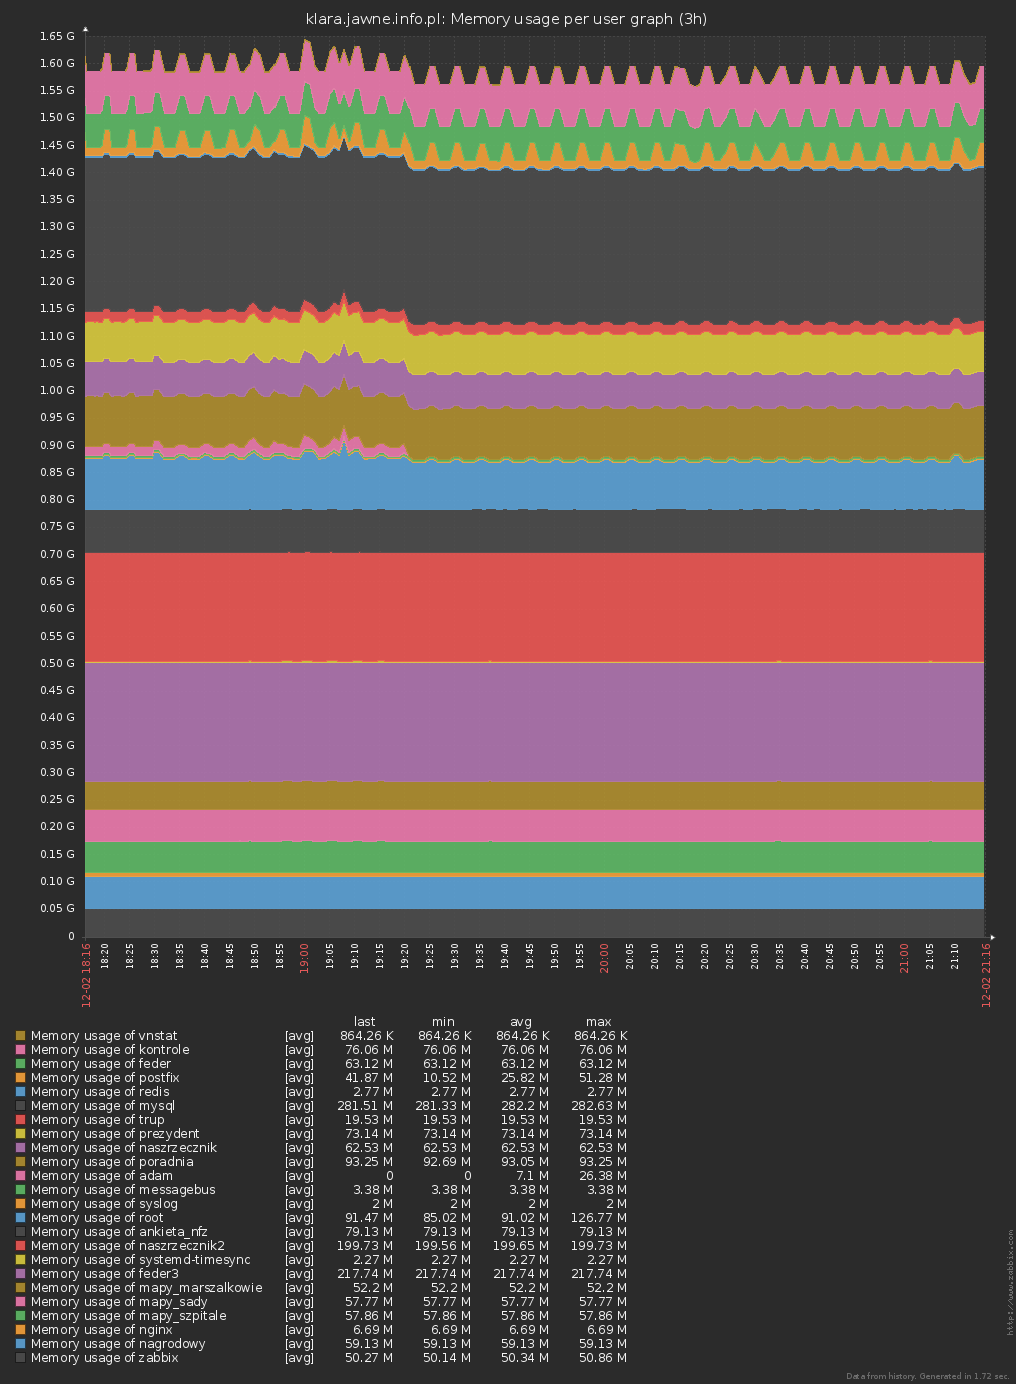 klara.jawne.info.pl: Memory usage per user graph (3h)
1.65 G
1.60 G
1.55 G
1.50 G
1.45 G
1.40 G
1.35 G
1.30 G
1.25 G
1.20 G
1.15 G
1.10 G
1.05 G
1.00 G
0.95 G
0.90 G
0.85 G
0.80 G
0.75 G
0.70 G
0.65 G
0.60 G
0.55 G
0.50 G
0.45 G
0.40 G
0.35 G
0.30 G
0.25 G
0.20 G
0.15 G
0.10 G
0.05 G
0
12-02 18:16
18:20
18:25
18:30
18:35
18:40
18:45
18:50
18:55
19:00
19:05
19:10
19:15
19:20
19:25
19:30
19:35
19:40
19:45
19:50
19:55
20:00
20:05
20:10
20:15
20:20
20:25
20:30
20:35
20:40
20:45
20:50
20:55
21:00
21:05
21:10
12-02 21:16
last min avg max
Memory usage of vnstat [avg] 864.26 K 864.26 K 864.26 K 864.26 K
Memory usage of kontrole [avg] 76.06 M 76.06 M 76.06 M 76.06 M
Memory usage of feder [avg] 63.12 M 63.12 M 63.12 M 63.12 M
Memory usage of postfix [avg] 41.87 M 10.52 M 25.82 M 51.28 M
Memory usage of redis [avg] 2.77 M 2.77 M 2.77 M 2.77 M
Memory usage of mysql [avg] 281.51 M 281.33 M 282.2 M 282.63 M
Memory usage of trup [avg] 19.53 M 19.53 M 19.53 M 19.53 M
Memory usage of prezydent [avg] 73.14 M 73.14 M 73.14 M 73.14 M
Memory usage of naszrzecznik [avg] 62.53 M 62.53 M 62.53 M 62.53 M
Memory usage of poradnia [avg] 93.25 M 92.69 M 93.05 M 93.25 M
Memory usage of adam [avg] 0 0 7.1 M 26.38 M
Memory usage of messagebus [avg] 3.38 M 3.38 M 3.38 M 3.38 M
Memory usage of syslog [avg] 2 M 2 M 2 M 2 M
Memory usage of root [avg] 91.47 M 85.02 M 91.02 M 126.77 M
Memory usage of ankieta_nfz [avg] 79.13 M 79.13 M 79.13 M 79.13 M
Memory usage of naszrzecznik2 [avg] 199.73 M 199.56 M 199.65 M 199.73 M
Memory usage of systemd-timesync [avg] 2.27 M 2.27 M 2.27 M 2.27 M
Memory usage of feder3 [avg] 217.74 M 217.74 M 217.74 M 217.74 M
Memory usage of mapy_marszalkowie [avg] 52.2 M 52.2 M 52.2 M 52.2 M
Memory usage of mapy_sady [avg] 57.77 M 57.77 M 57.77 M 57.77 M
Memory usage of mapy_szpitale [avg] 57.86 M 57.86 M 57.86 M 57.86 M
Memory usage of nginx [avg] 6.69 M 6.69 M 6.69 M 6.69 M
Memory usage of nagrodowy [avg] 59.13 M 59.13 M 59.13 M 59.13 M
Memory usage of zabbix [avg] 50.27 M 50.14 M 50.34 M 50.86 M
http://www.zabbix.com
Data from history. Generated in 1.72 sec.